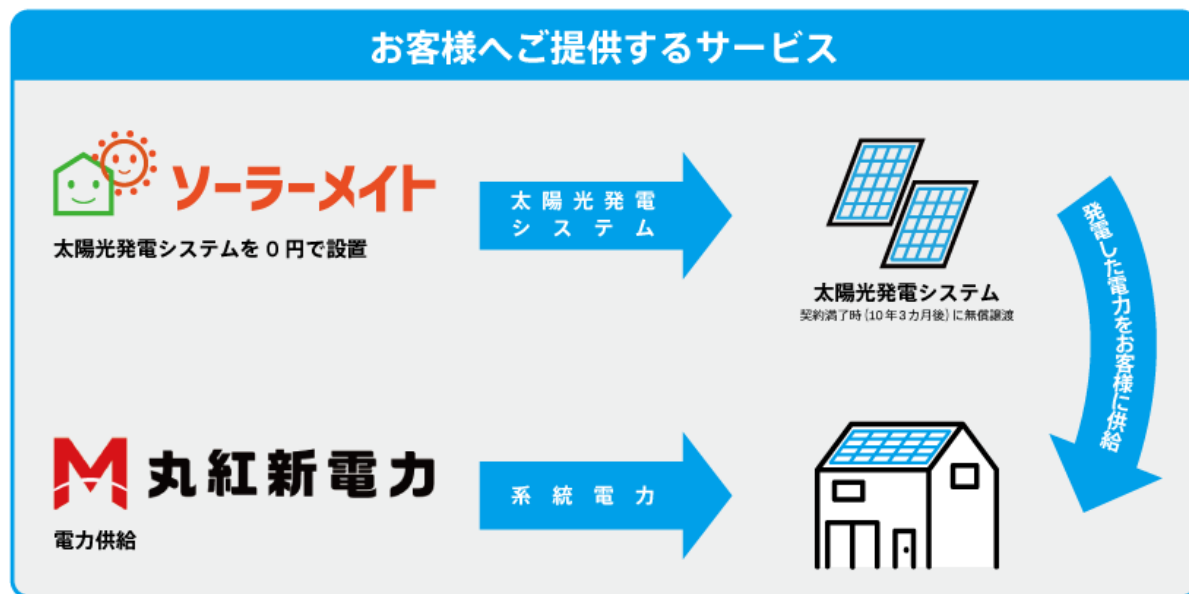 お客様へご提供するサービス
ソーラーメイト
太陽光発電システムを0円で設置
太陽光発電
システム
太陽光発電システム
契約満了時(10年3カ月後)に無償譲渡
発電した電力をお客様に供給
丸紅新電力
電力供給
系統電力